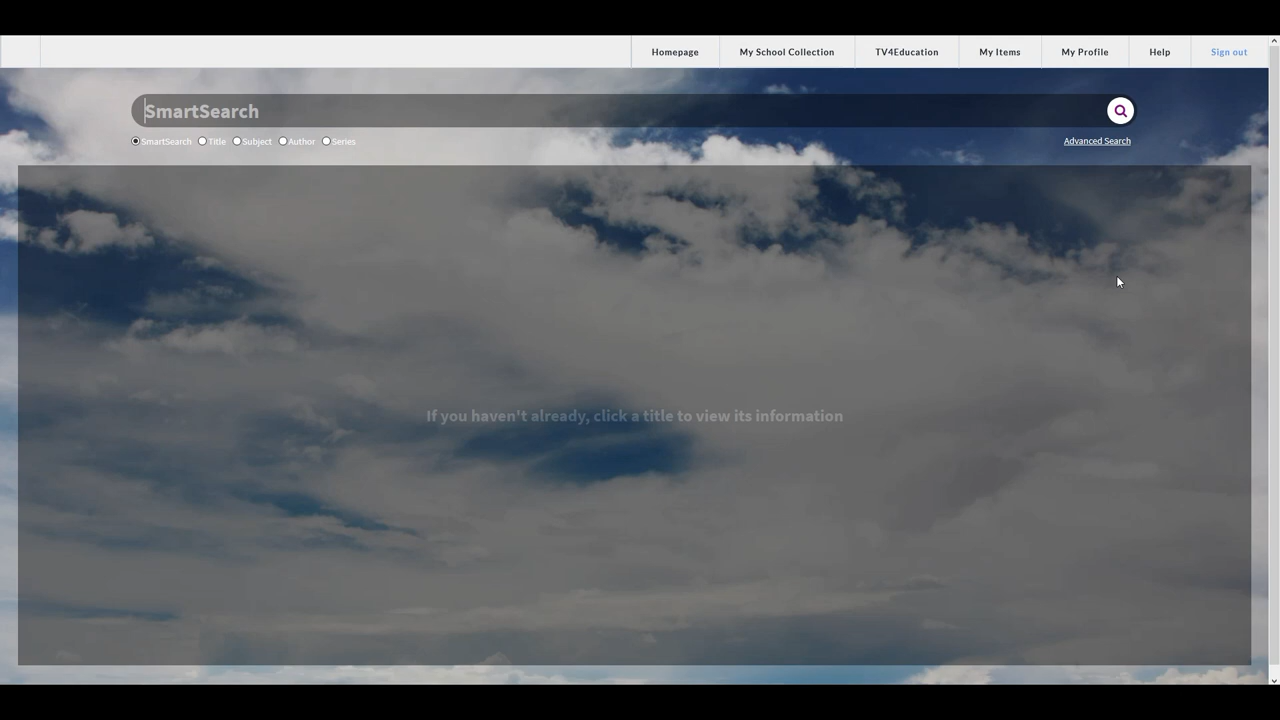 Homepage My School Collection TV4Education My Items My Profile Help Sign out
SmartSearch
SmartSearch Title Subject Author Series Advanced Search
If you haven't already, click a title to view its information